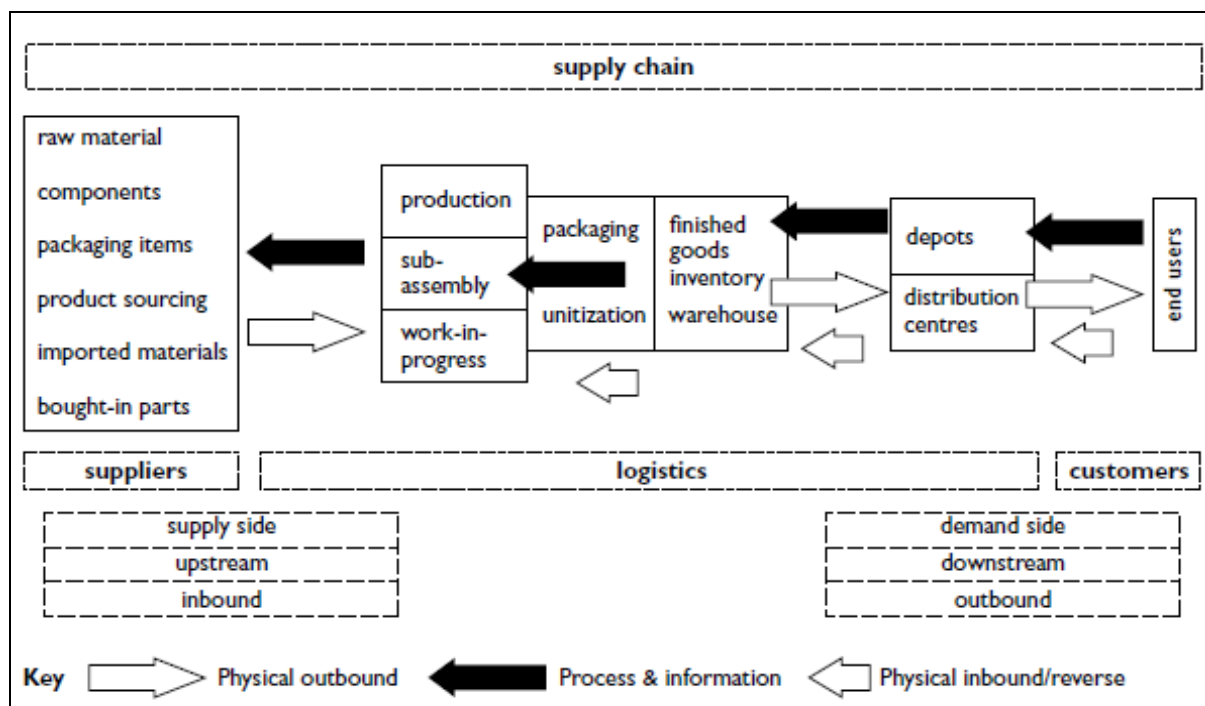 supply chain
raw material
components
packaging items
product sourcing
imported materials
bought-in parts
production
sub-
assembly
work-in-
progress
packaging
unitization
finished
goods
inventory
warehouse
depots
distribution
centres
end users
suppliers
logistics
customers
supply side
upstream
inbound
demand side
downstream
outbound
Key
Physical outbound
Process & information
Physical inbound/reverse